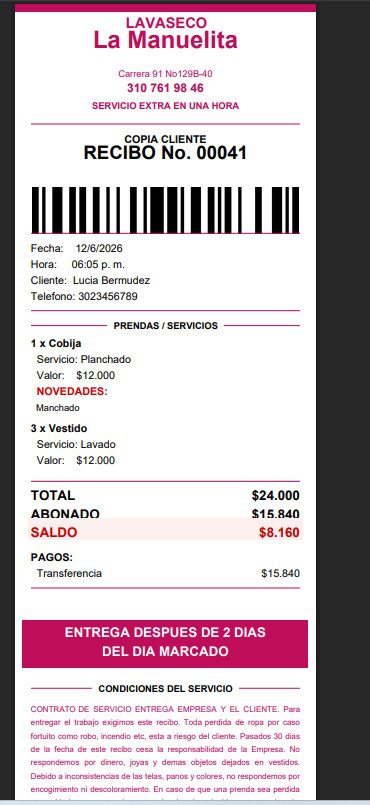 LAVASECO
La Manuelita
Carrera 91 No129B-40
310 761 98 46
SERVICIO EXTRA EN UNA HORA
COPIA CLIENTE
RECIBO No. 00041
Fecha: 12/6/2026
Hora: 06:05 p. m.
Cliente: Lucia Bermudez
Telefono: 3023456789
PRENDAS / SERVICIOS
1 x Cobija
Servicio: Planchado
Valor: $12.000
NOVEDADES:
Manchado
3 x Vestido
Servicio: Lavado
Valor: $12.000
TOTAL $24.000
ABONADO $15.840
SALDO $8.160
PAGOS:
Transferencia $15.840
ENTREGA DESPUES DE 2 DIAS
DEL DIA MARCADO
CONDICIONES DEL SERVICIO
CONTRATO DE SERVICIO ENTREGA EMPRESA Y EL CLIENTE. Para
entregar el trabajo exigimos este recibo. Toda perdida de ropa por caso
fortuito como robo, incendio etc, esta a riesgo del cliente. Pasados 30 dias
de la fecha de este recibo cesa la responsabilidad de la Empresa. No
respondemos por dinero, joyas y demas objetos dejados en vestidos.
Debido a inconsistencias de las telas, panos y colores, no respondemos por
encogimiento ni descoloramiento. En caso de que una prenda sea perdida